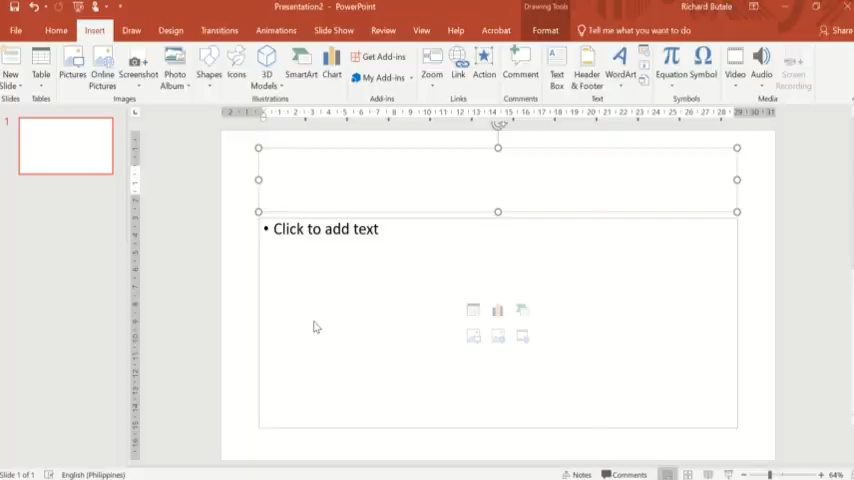 Presentation2 - PowerPoint
Drawing Tools
Richard Butale
File Home Insert Draw Design Transitions Animations Slide Show Review View Help Acrobat Format Tell me what you want to do Share
New Slide
Table
Pictures
Online Pictures
Screenshot
Photo Album
Shapes
Icons
3D Models
SmartArt
Chart
Get Add-ins
My Add-ins
Zoom
Link
Action
Comment
Text Box
Header & Footer
WordArt
Equation
Symbol
Video
Audio
Screen Recording
Slides
Tables
Images
Illustrations
Add-ins
Links
Comments
Text
Symbols
Media
1
• Click to add text
Slide 1 of 1
English (Philippines)
Notes
Comments
64%